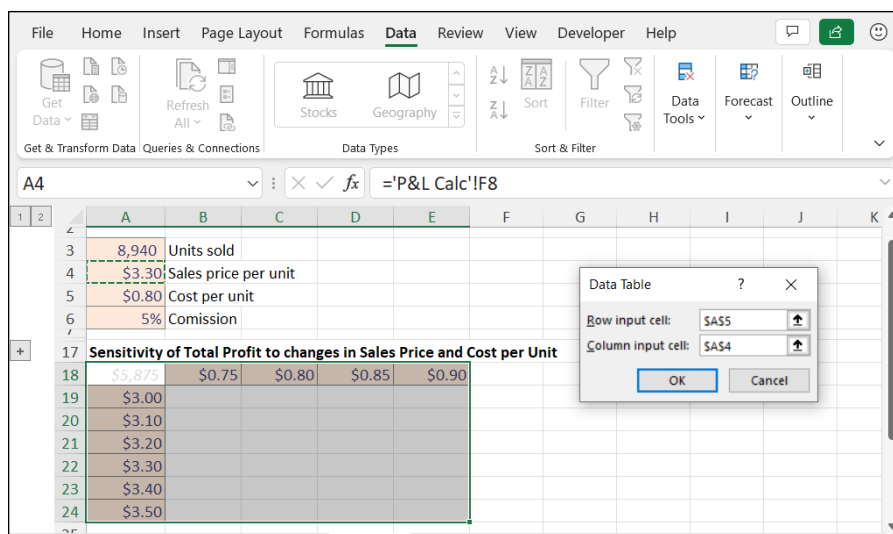 File Home Insert Page Layout Formulas Data Review View Developer Help
Get Data
Refresh All
Stocks
Geography
Sort
Filter
Data Tools
Forecast
Outline
Get & Transform Data Queries & Connections Data Types Sort & Filter
A4 fx ='P&L Calc'!F8
1 2 A B C D E F G H I J K
3 8,940 Units sold
4 $3.30 Sales price per unit
5 $0.80 Cost per unit
6 5% Comission
17 Sensitivity of Total Profit to changes in Sales Price and Cost per Unit
18 $5,875 $0.75 $0.80 $0.85 $0.90
19 $3.00
20 $3.10
21 $3.20
22 $3.30
23 $3.40
24 $3.50
Data Table ? ×
Row input cell: $A$5
Column input cell: $A$4
OK Cancel